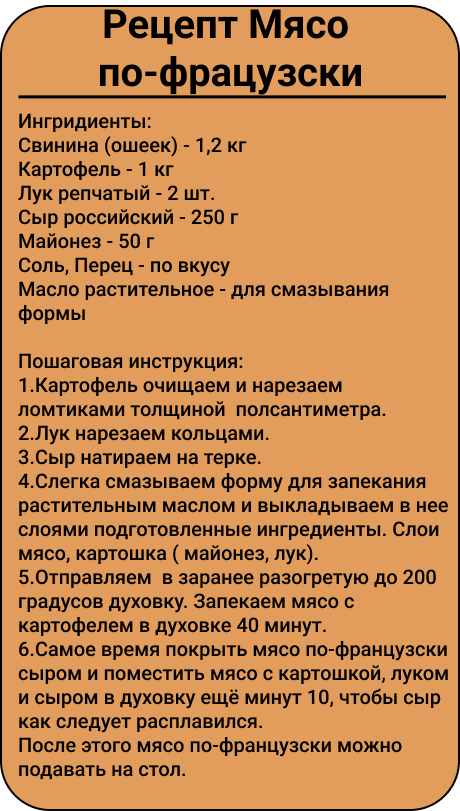 Рецепт Мясо
по-фрацузски
Ингридиенты:
Свинина (ошеек) - 1,2 кг
Картофель - 1 кг
Лук репчатый - 2 шт.
Сыр российский - 250 г
Майонез - 50 г
Соль, Перец - по вкусу
Масло растительное - для смазывания
формы
Пошаговая инструкция:
1.Картофель очищаем и нарезаем
ломтиками толщиной  полсантиметра.
2.Лук нарезаем кольцами.
3.Сыр натираем на терке.
4.Слегка смазываем форму для запекания
растительным маслом и выкладываем в нее
слоями подготовленные ингредиенты. Слои
мясо, картошка ( майонез, лук).
5.Отправляем  в заранее разогретую до 200
градусов духовку. Запекаем мясо с
картофелем в духовке 40 минут.
6.Самое время покрыть мясо по-французски
сыром и поместить мясо с картошкой, луком
и сыром в духовку ещё минут 10, чтобы сыр
как следует расплавился.
После этого мясо по-французски можно
подавать на стол.